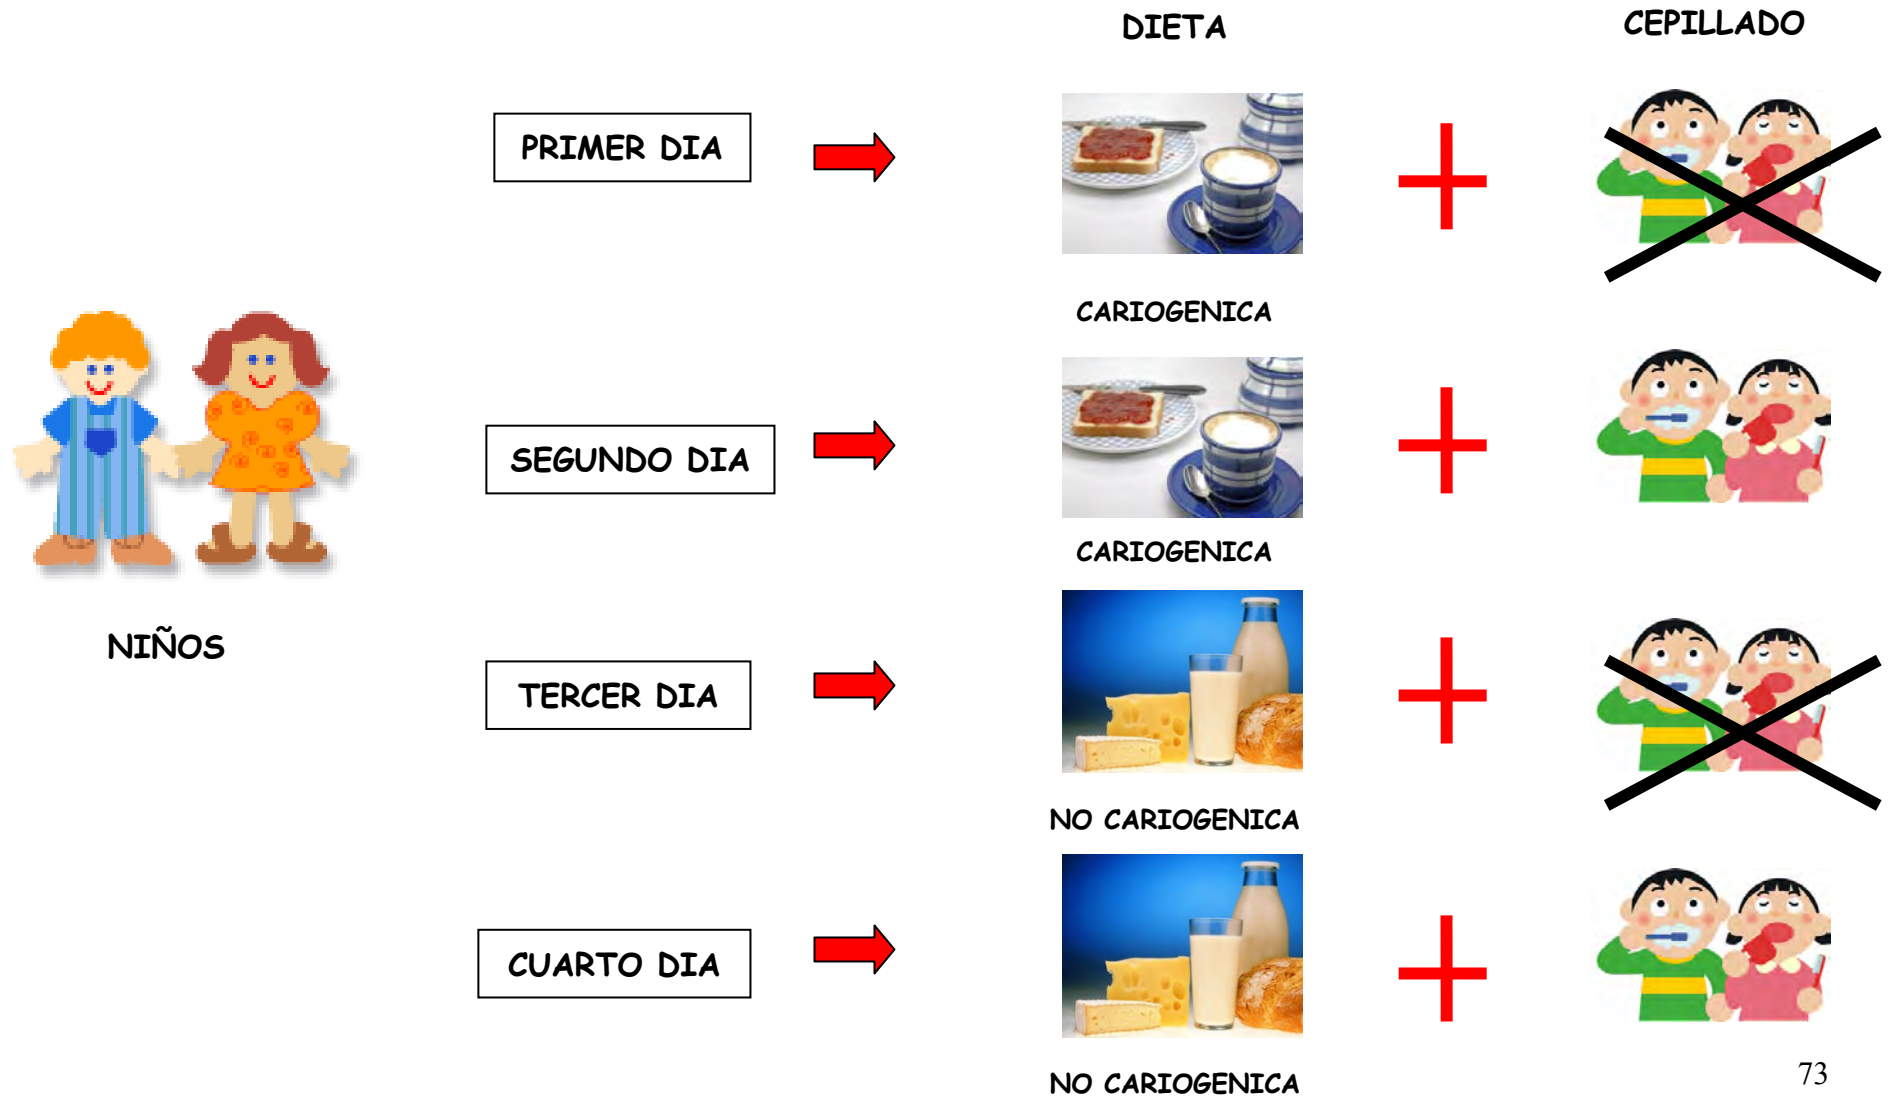 DIETA
CEPILLADO
PRIMER DIA
CARIOGENICA
SEGUNDO DIA
CARIOGENICA
NIÑOS
TERCER DIA
NO CARIOGENICA
CUARTO DIA
NO CARIOGENICA
73